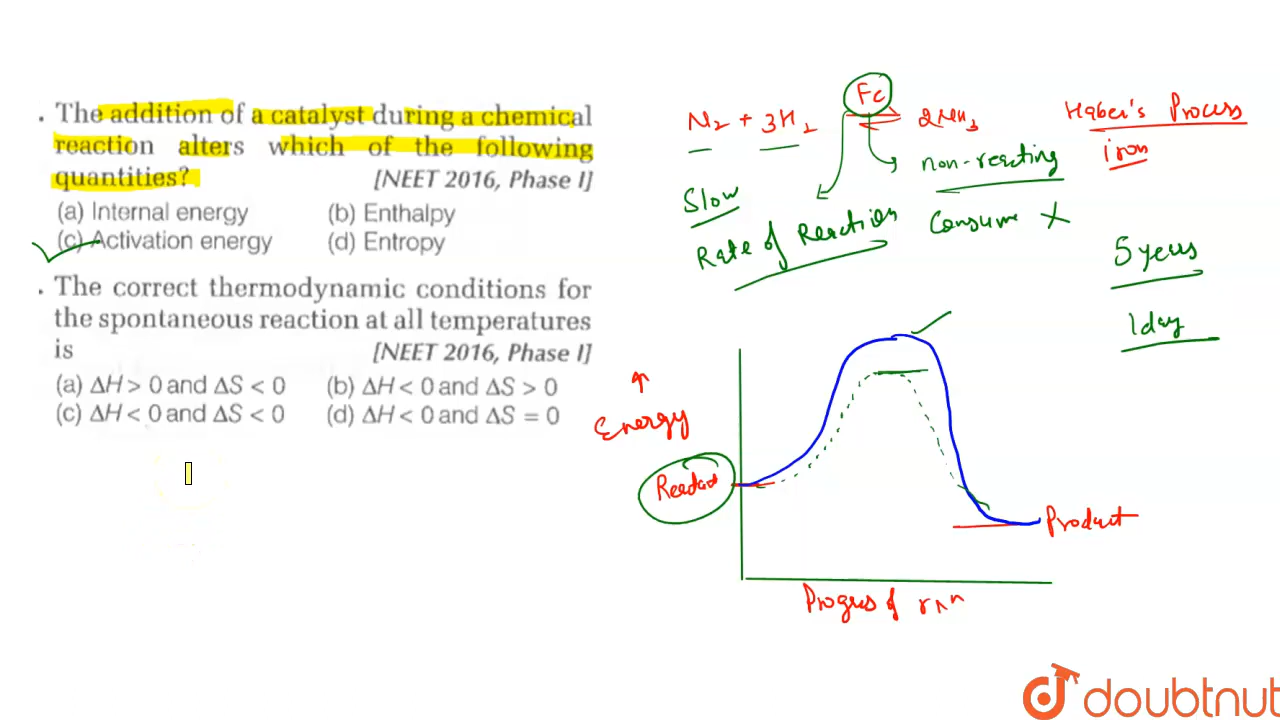 . The addition of a catalyst during a chemical
reaction alters which of the following
quantities? [NEET 2016, Phase I]
(a) Internal energy (b) Enthalpy
(c) Activation energy (d) Entropy
. The correct thermodynamic conditions for
the spontaneous reaction at all temperatures
is [NEET 2016, Phase I]
(a) ΔH > 0 and ΔS < 0 (b) ΔH < 0 and ΔS > 0
(c) ΔH < 0 and ΔS < 0 (d) ΔH < 0 and ΔS = 0
N2 + 3H2 Fe 2NH3
Haber's Process
iron
non-reacting
Slow
Rate of Reaction
Consume X
5 years
1 day
↑
Energy
Product
Progres of rxn
doubtnut